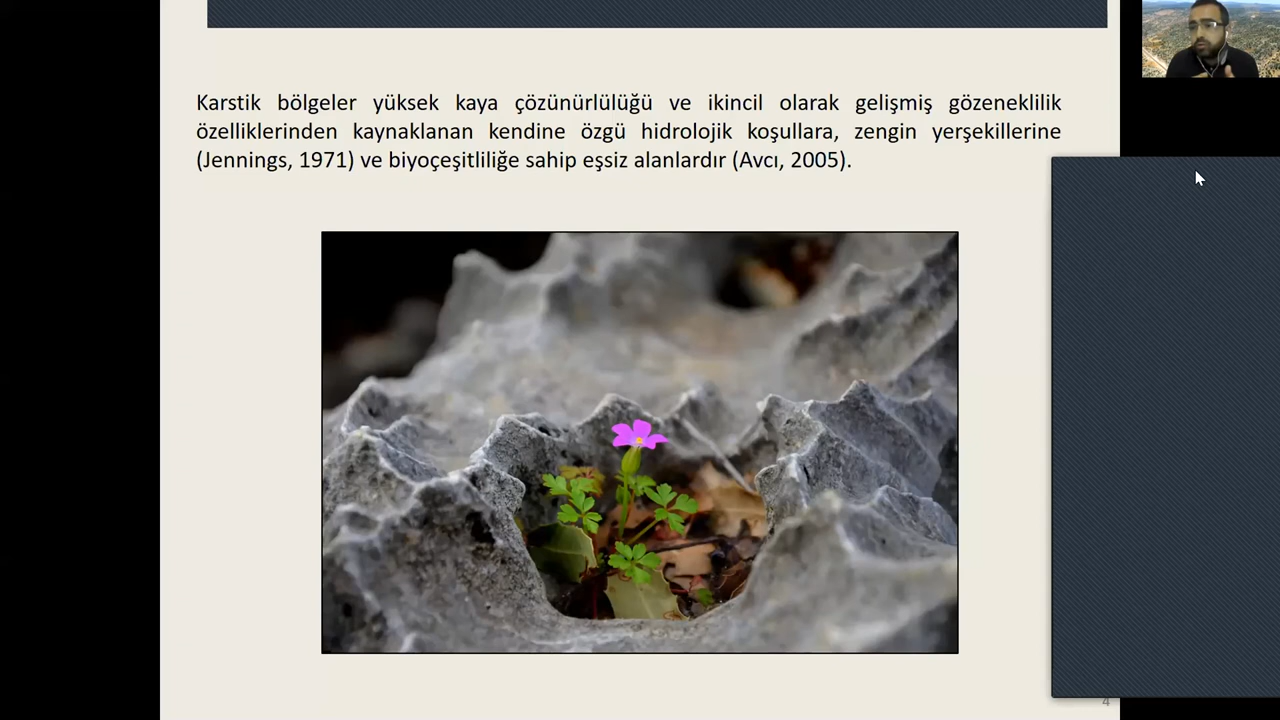 Karstik bölgeler yüksek kaya çözünürlülüğü ve ikincil olarak gelişmiş gözeneklilik
özelliklerinden kaynaklanan kendine özgü hidrolojik koşullara, zengin yerşekillerine
(Jennings, 1971) ve biyoçeşitliliğe sahip eşsiz alanlardır (Avcı, 2005).
4